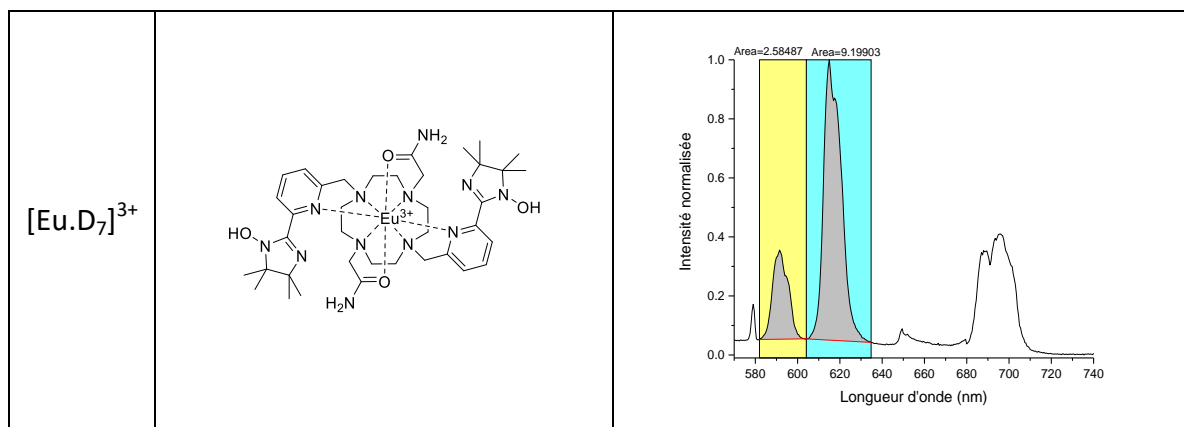 [Eu.D₇]³⁺
NH₂
O
N
N
OH
N
N
N
N
Eu³⁺
N
N
N
HO
N
N
O
H₂N
Area=2.58487 Area=9.19903
1.0
0.8
0.6
0.4
0.2
0.0
Intensité normalisée
580 600 620 640 660 680 700 720 740
Longueur d'onde (nm)